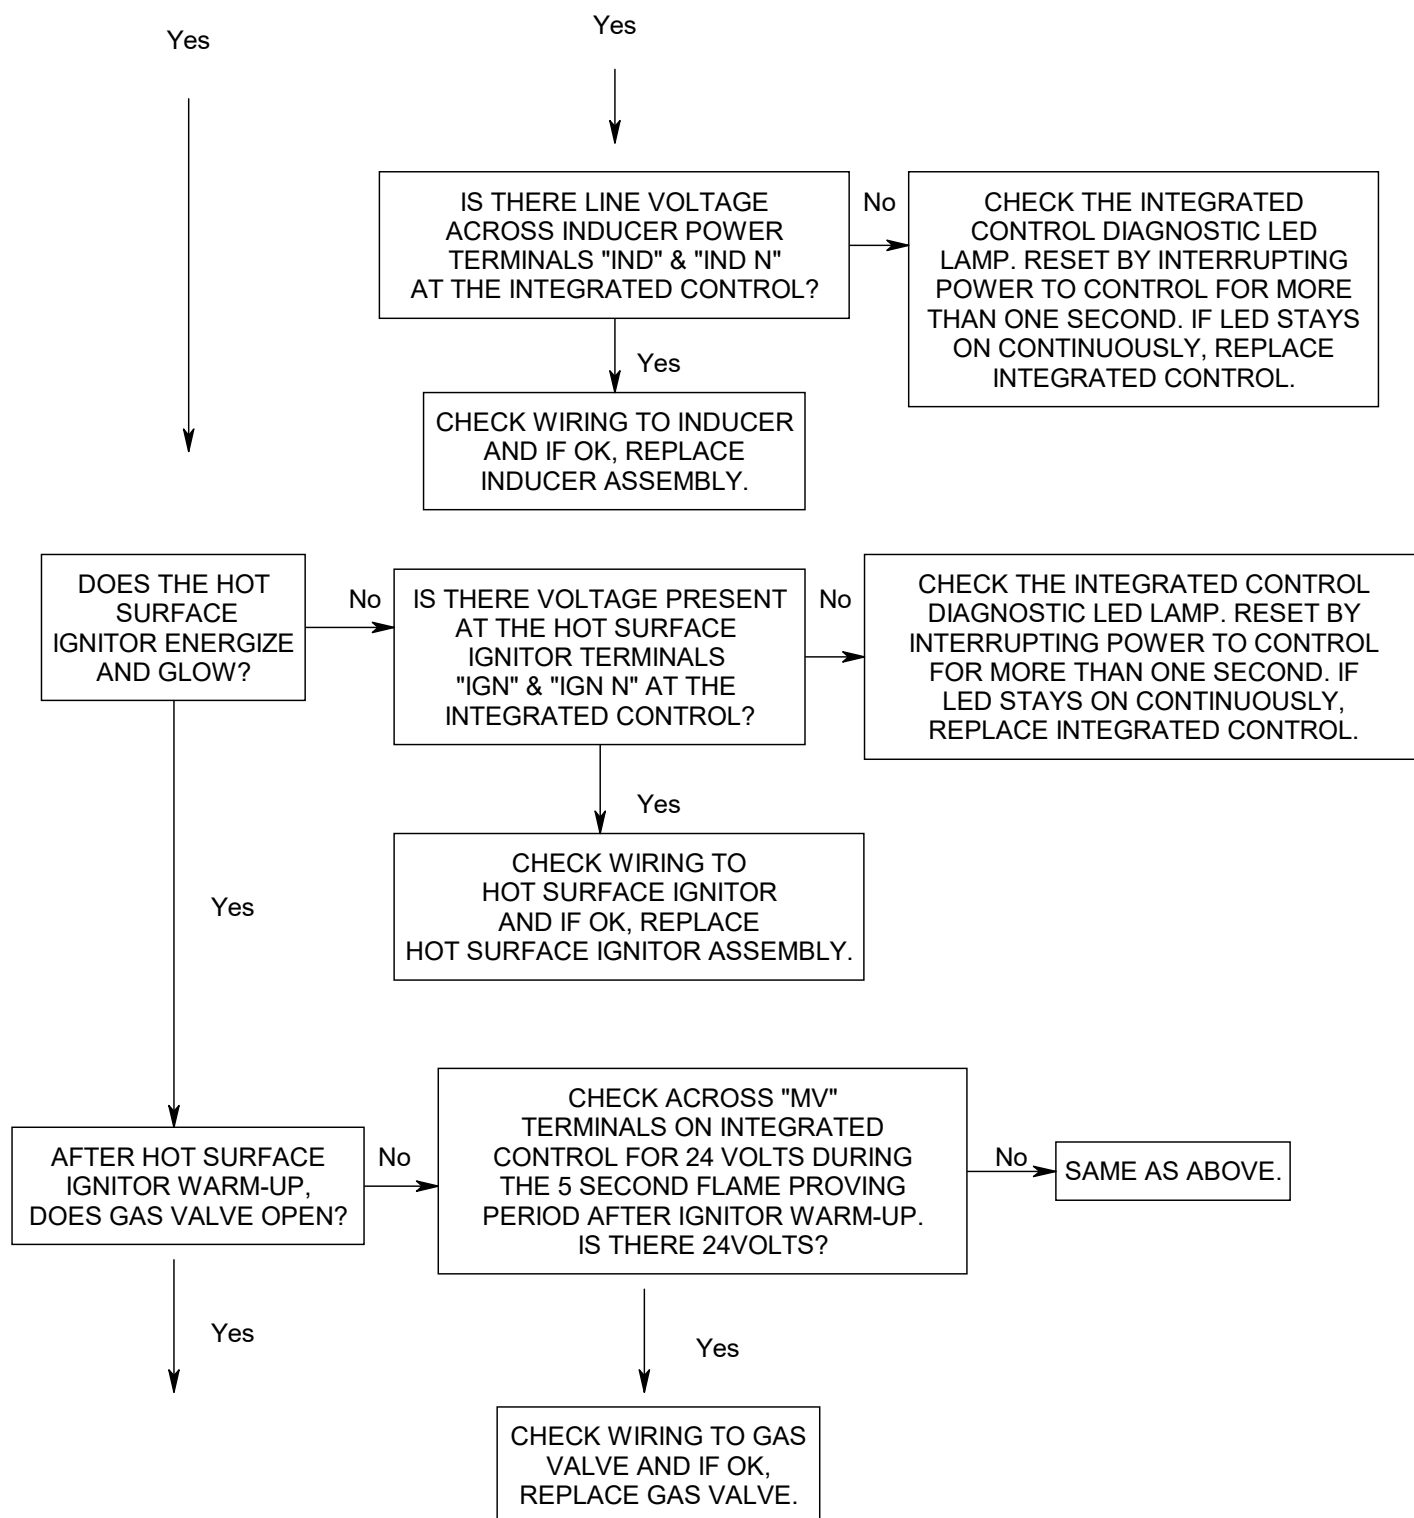 Yes
Yes
IS THERE LINE VOLTAGE
ACROSS INDUCER POWER
TERMINALS "IND" & "IND N"
AT THE INTEGRATED CONTROL?
No
CHECK THE INTEGRATED
CONTROL DIAGNOSTIC LED
LAMP. RESET BY INTERRUPTING
POWER TO CONTROL FOR MORE
THAN ONE SECOND. IF LED STAYS
ON CONTINUOUSLY, REPLACE
INTEGRATED CONTROL.
Yes
CHECK WIRING TO INDUCER
AND IF OK, REPLACE
INDUCER ASSEMBLY.
DOES THE HOT
SURFACE
IGNITOR ENERGIZE
AND GLOW?
No
IS THERE VOLTAGE PRESENT
AT THE HOT SURFACE
IGNITOR TERMINALS
"IGN" & "IGN N" AT THE
INTEGRATED CONTROL?
No
CHECK THE INTEGRATED CONTROL
DIAGNOSTIC LED LAMP. RESET BY
INTERRUPTING POWER TO CONTROL
FOR MORE THAN ONE SECOND. IF
LED STAYS ON CONTINUOUSLY,
REPLACE INTEGRATED CONTROL.
Yes
CHECK WIRING TO
HOT SURFACE IGNITOR
AND IF OK, REPLACE
HOT SURFACE IGNITOR ASSEMBLY.
Yes
AFTER HOT SURFACE
IGNITOR WARM-UP,
DOES GAS VALVE OPEN?
No
CHECK ACROSS "MV"
TERMINALS ON INTEGRATED
CONTROL FOR 24 VOLTS DURING
THE 5 SECOND FLAME PROVING
PERIOD AFTER IGNITOR WARM-UP.
IS THERE 24VOLTS?
No
SAME AS ABOVE.
Yes
Yes
CHECK WIRING TO GAS
VALVE AND IF OK,
REPLACE GAS VALVE.